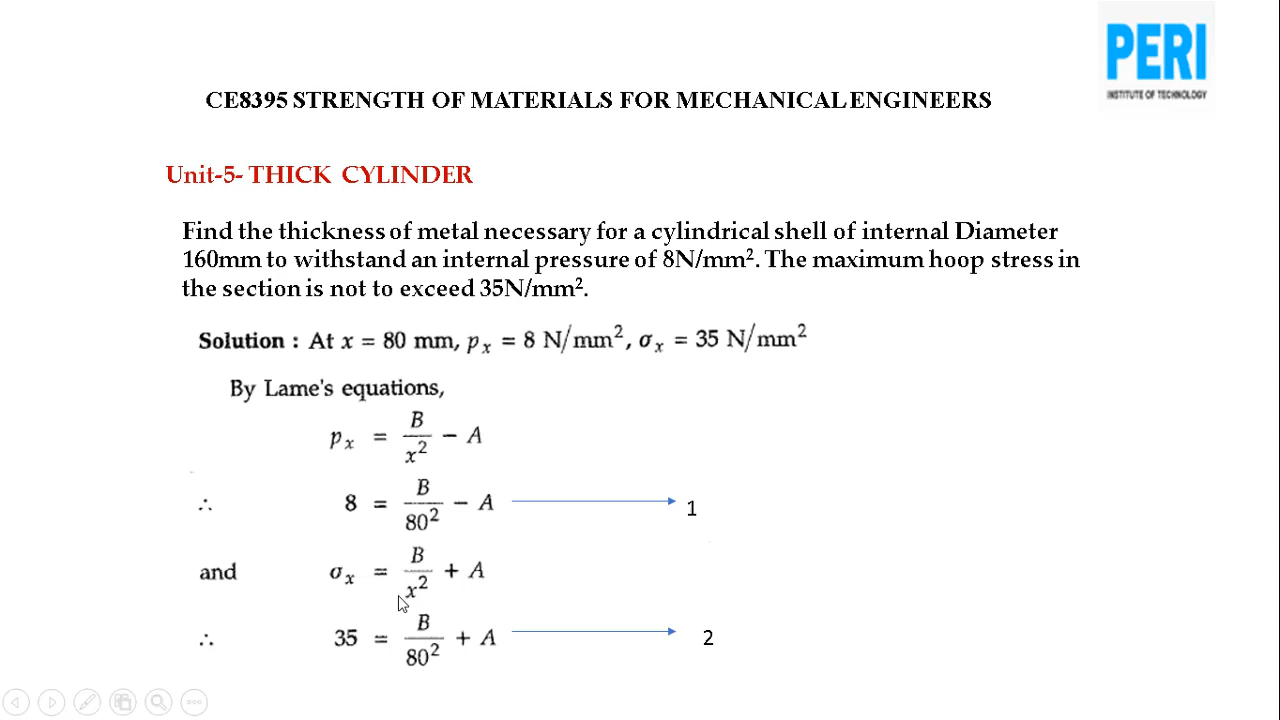 PERI
INSTITUTE OF TECHNOLOGY
CE8395 STRENGTH OF MATERIALS FOR MECHANICAL ENGINEERS
Unit-5- THICK CYLINDER
Find the thickness of metal necessary for a cylindrical shell of internal Diameter
160mm to withstand an internal pressure of 8N/mm². The maximum hoop stress in
the section is not to exceed 35N/mm².
Solution : At x = 80 mm, pₓ = 8 N/mm², σₓ = 35 N/mm²
By Lame's equations,
pₓ = B/x² − A
∴ 8 = B/80² − A 1
and σₓ = B/x² + A
∴ 35 = B/80² + A 2